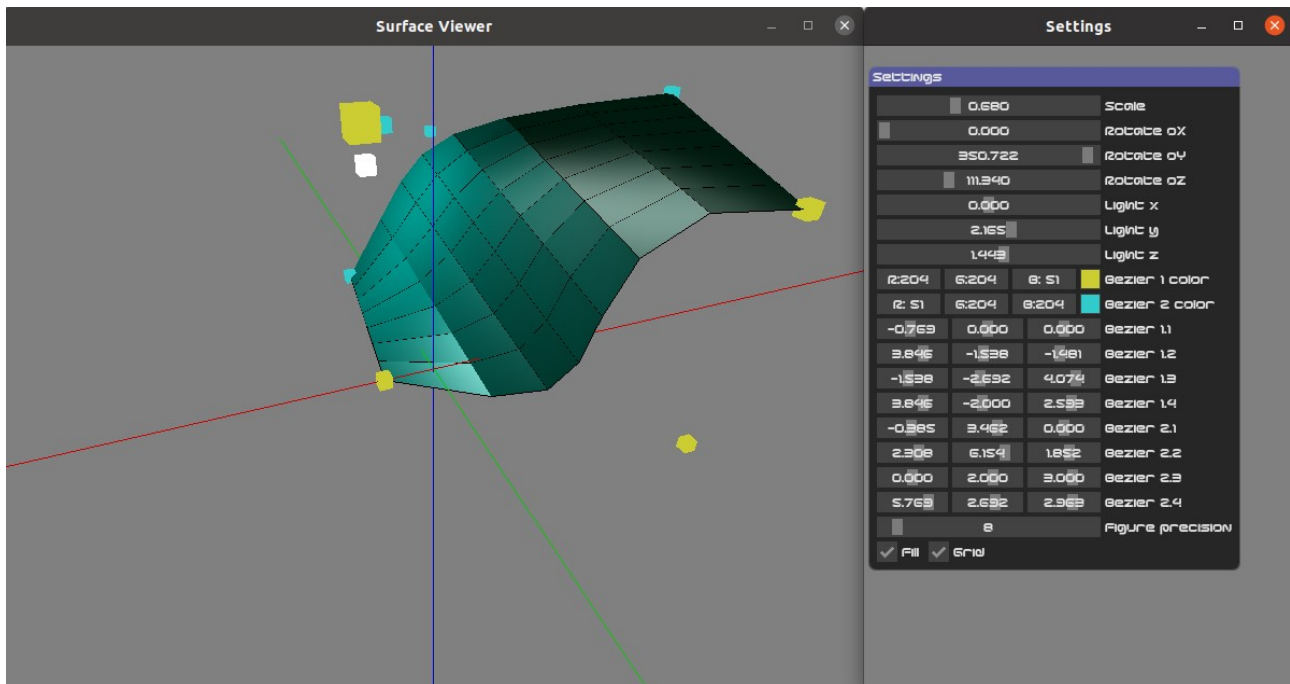 Surface Viewer
Settings
Settings
0.680 Scale
0.000 Rotate oX
350.722 Rotate oY
111.340 Rotate oZ
0.000 Light x
2.165 Light y
1.443 Light z
R:204 G:204 B: 51 Bezier 1 color
R: 51 G:204 B:204 Bezier 2 color
-0.769 0.000 0.000 Bezier 1.1
3.846 -1.538 -1.481 Bezier 1.2
-1.538 -2.692 4.074 Bezier 1.3
3.846 -2.000 2.593 Bezier 1.4
-0.385 3.462 0.000 Bezier 2.1
2.308 6.154 1.852 Bezier 2.2
0.000 2.000 3.000 Bezier 2.3
5.769 2.692 2.963 Bezier 2.4
8 Figure precision
Fill Grid